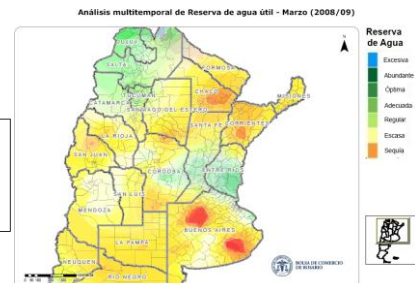 Análisis multitemporal de Reserva de agua útil - Marzo (2008/09)
Reserva
de Agua
Excesiva
Abundante
Óptima
Adecuada
Regular
Escasa
Sequía
N
JUJUY
SALTA
FORMOSA
CHACO
MISIONES
TUCUMAN
CATAMARCA
SANTIAGO DEL ESTERO
SANTA FE
CORRIENTES
LA RIOJA
SAN JUAN
CORDOBA
ENTRE RIOS
SAN LUIS
MENDOZA
BUENOS AIRES
LA PAMPA
NEUQUEN
RIO NEGRO
BOLSA DE COMERCIO
DE ROSARIO